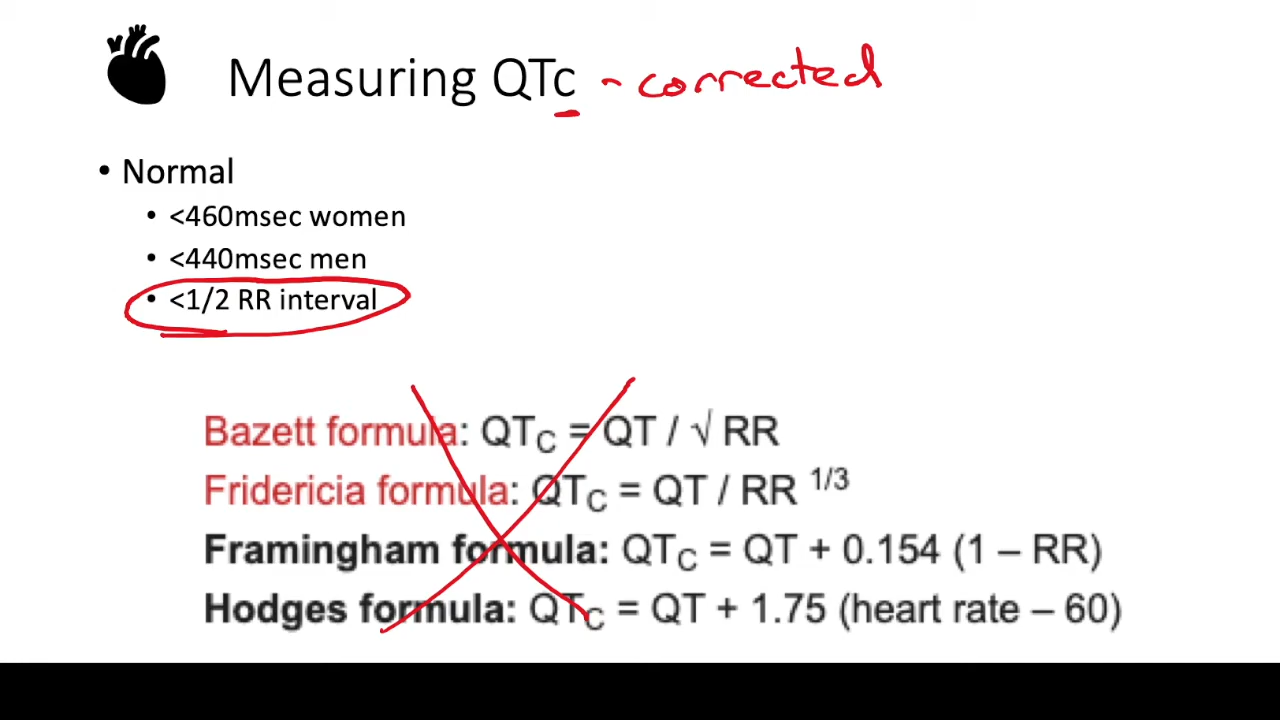 Measuring QTc - corrected
• Normal
• <460msec women
• <440msec men
• <1/2 RR interval
Bazett formula: QTC = QT / √ RR
Fridericia formula: QTC = QT / RR 1/3
Framingham formula: QTC = QT + 0.154 (1 – RR)
Hodges formula: QTC = QT + 1.75 (heart rate – 60)